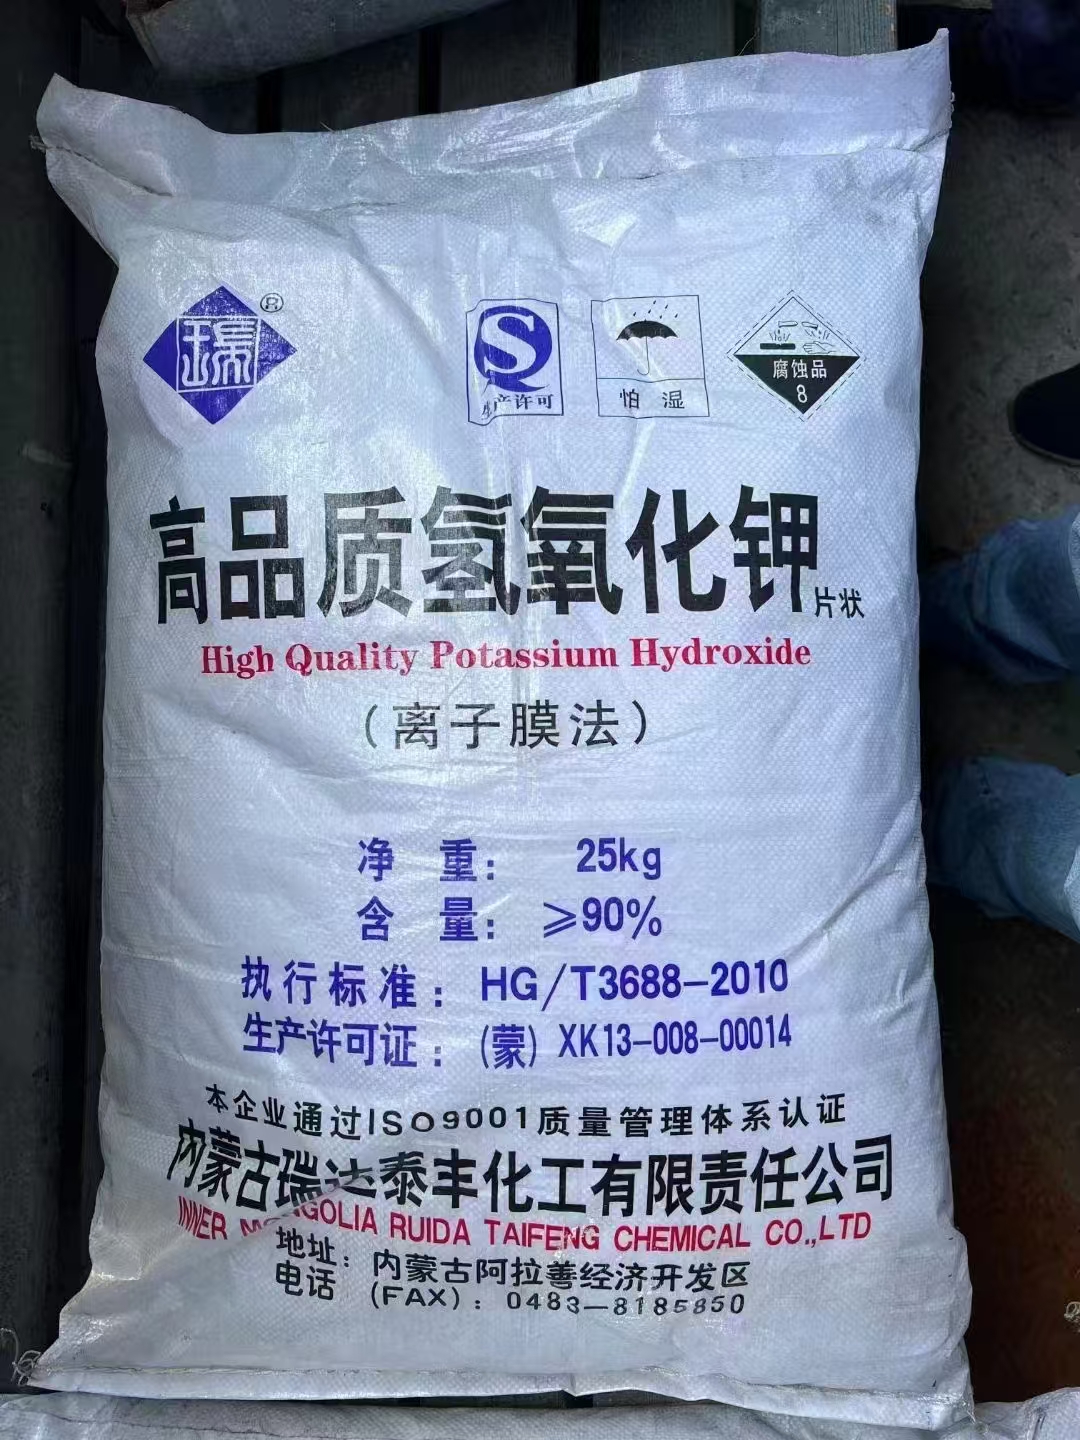 瑞 ®
生产许可
怕 湿
腐蚀品
8
高品质氢氧化钾 片状
High Quality Potassium Hydroxide
（离子膜法）
净 重： 25kg
含 量： ≥90%
执行标准：HG/T3688-2010
生产许可证：(蒙) XK13-008-00014
本企业通过ISO9001质量管理体系认证
内蒙古瑞达泰丰化工有限责任公司
INNER MONGOLIA RUIDA TAIFENG CHEMICAL CO.,LTD
地址：内蒙古阿拉善经济开发区
电话 (FAX)：0483-8185850